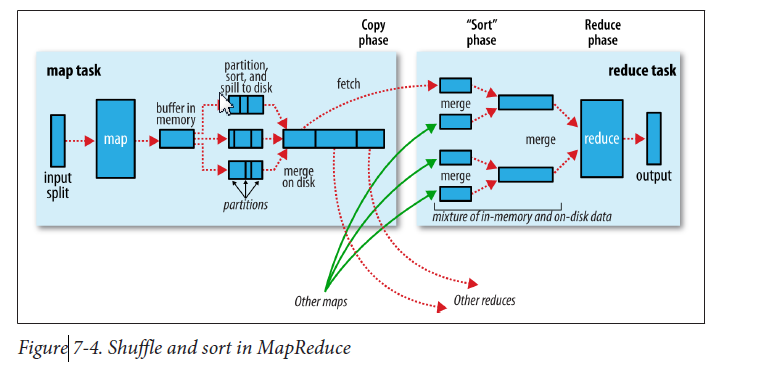 Copy
phase
“Sort”
phase
Reduce
phase
map task
partition,
sort, and
spill to disk
fetch
reduce task
buffer in
memory
map
merge
merge
reduce
input
split
merge
on disk
merge
output
partitions
mixture of in-memory and on-disk data
Other maps
Other reduces
Figure 7-4. Shuffle and sort in MapReduce